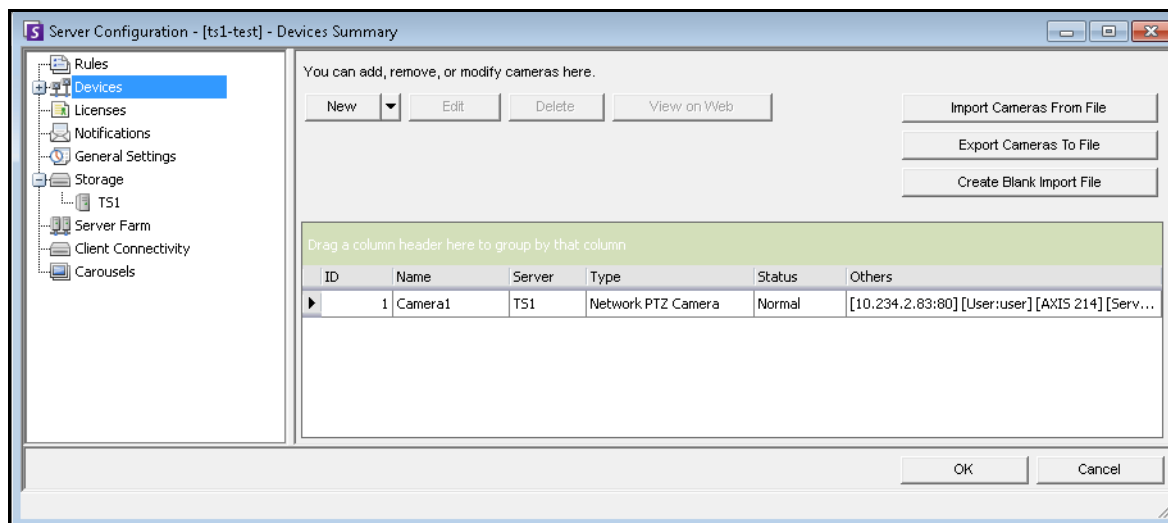 Server Configuration - [ts1-test] - Devices Summary
Rules
Devices
Licenses
Notifications
General Settings
Storage
TS1
Server Farm
Client Connectivity
Carousels
You can add, remove, or modify cameras here.
New Edit Delete View on Web
Import Cameras From File
Export Cameras To File
Create Blank Import File
Drag a column header here to group by that column
ID Name Server Type Status Others
1 Camera1 TS1 Network PTZ Camera Normal [10.234.2.83:80] [User:user] [AXIS 214] [Serv...
OK Cancel